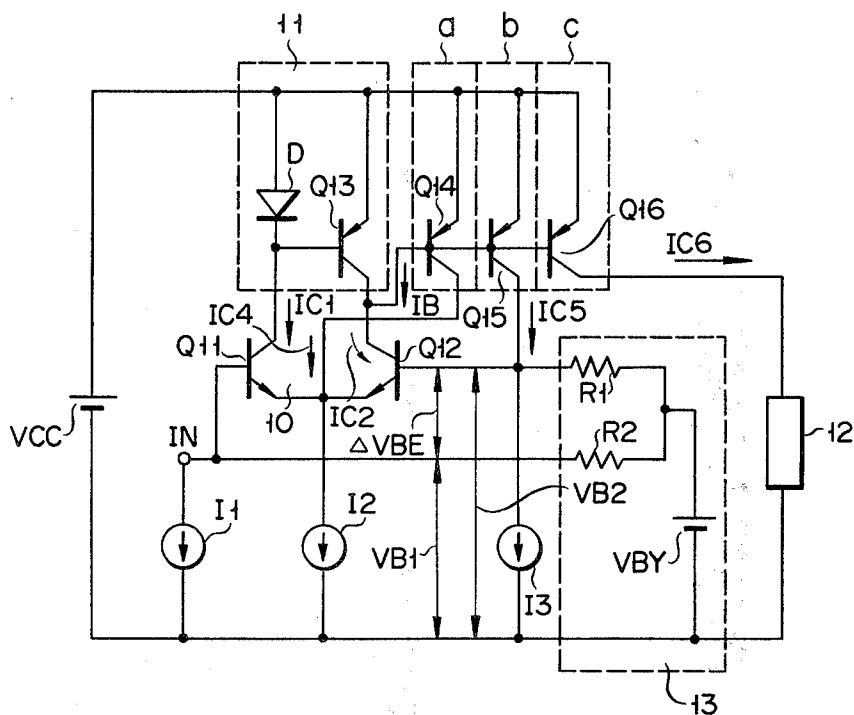 11
a
b
c
D
Q13
Q14
Q16
IC6
IC4
IC1
IB
Q15
IC5
Q11
Q12
R1
10
IC2
VCC
IN
ΔVBE
R2
12
I1
I2
VB2
VB1
I3
VBY
13